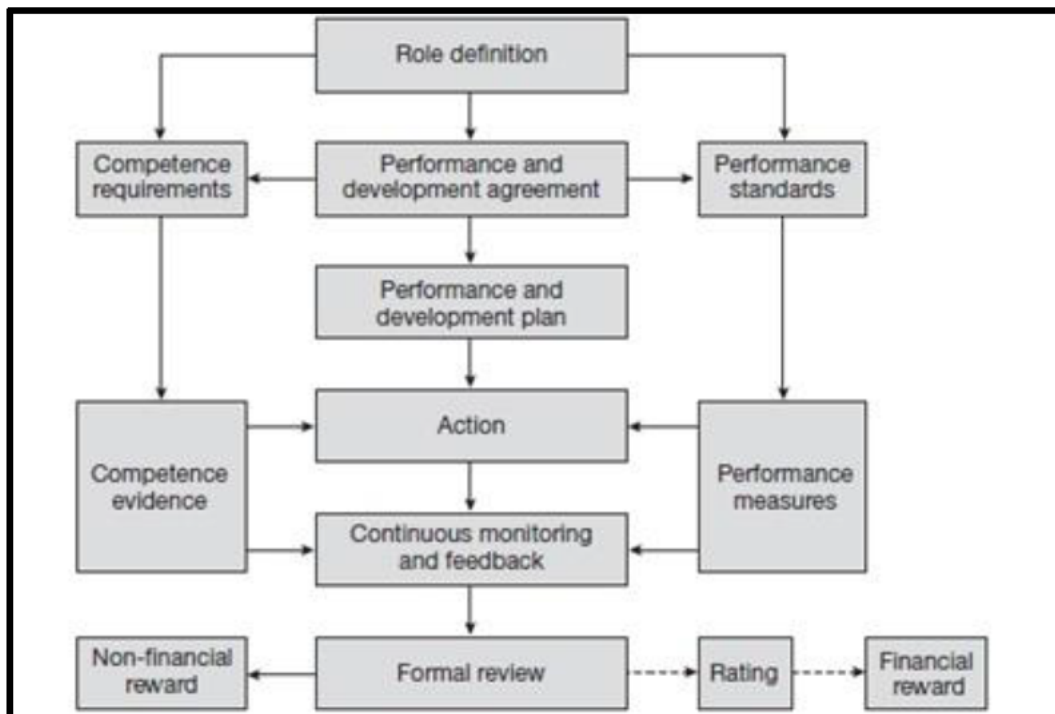 Role definition
Competence
requirements
Performance and
development agreement
Performance
standards
Performance and
development plan
Action
Competence
evidence
Performance
measures
Continuous monitoring
and feedback
Non-financial
reward
Formal review
Rating
Financial
reward